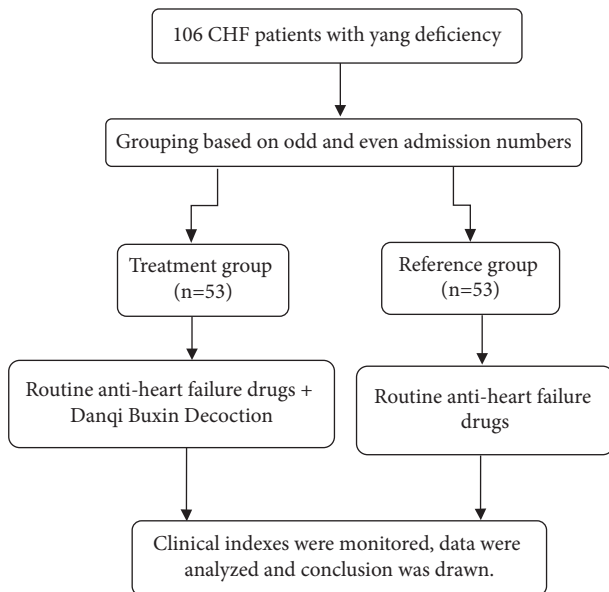 106 CHF patients with yang deficiency
Grouping based on odd and even admission numbers
Treatment group
(n=53)
Reference group
(n=53)
Routine anti-heart failure drugs +
Danqi Buxin Decoction
Routine anti-heart failure
drugs
Clinical indexes were monitored, data were
analyzed and conclusion was drawn.